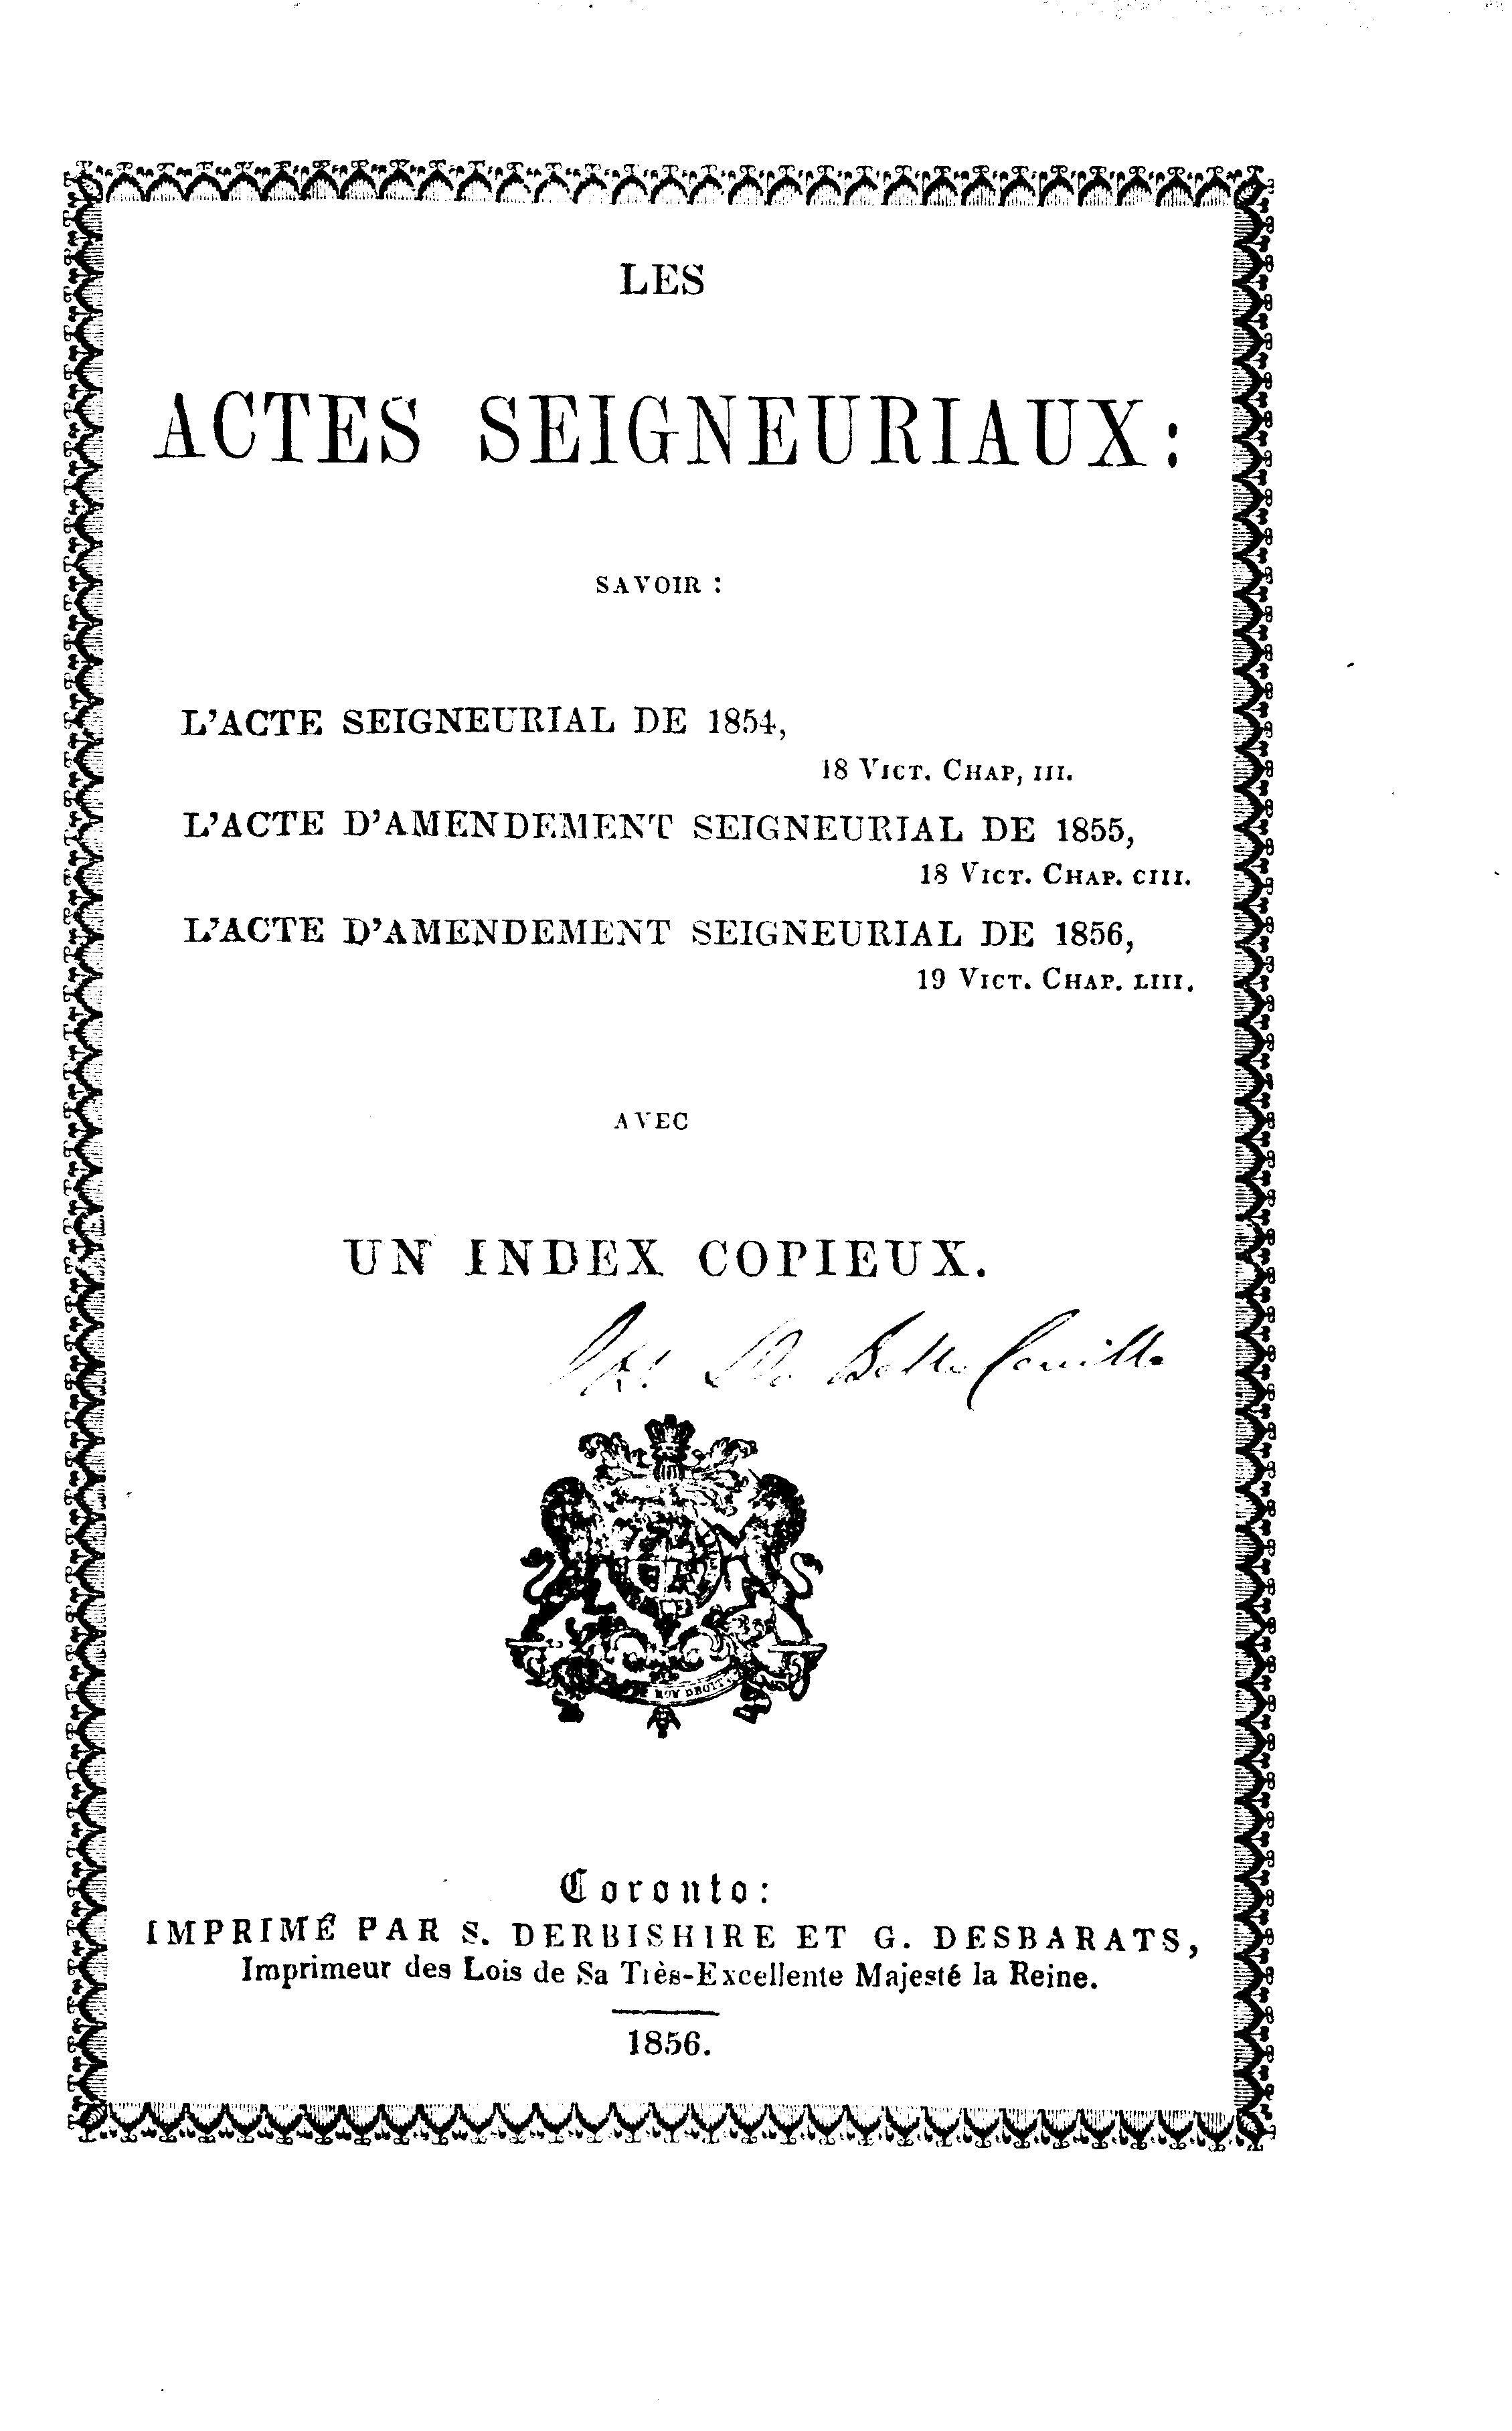 LES
ACTES SEIGNEURIAUX:
SAVOIR :
L'ACTE SEIGNEURIAL DE 1854,
18 VICT. CHAP, III.
L'ACTE D'AMENDEMENT SEIGNEURIAL DE 1855,
18 VICT. CHAP. CIII.
L'ACTE D'AMENDEMENT SEIGNEURIAL DE 1856,
19 VICT. CHAP. LIII.
AVEC
UN INDEX COPIEUX.
MON DROIT
Toronto:
IMPRIMÉ PAR S. DERBISHIRE ET G. DESBARATS,
Imprimeur des Lois de Sa Très-Excellente Majesté la Reine.
1856.